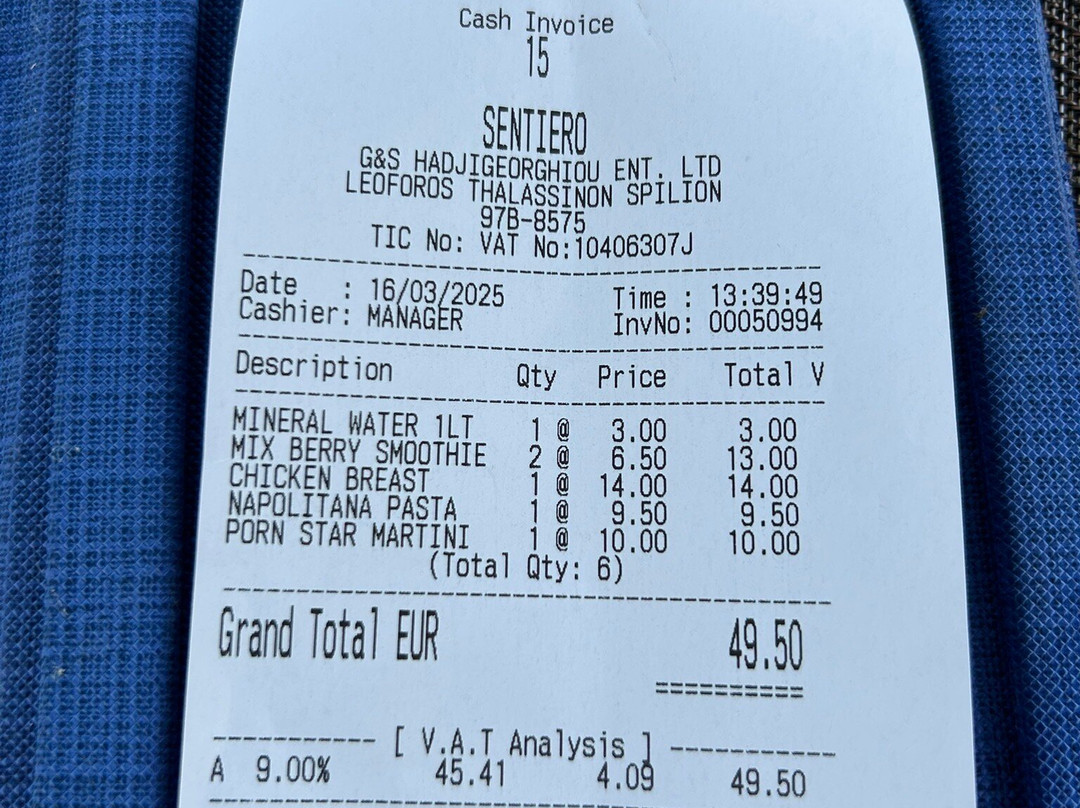 Cash Invoice
15
SENTIERO
G&S HADJIGEORGHIOU ENT. LTD
LEOFOROS THALASSINON SPILION
97B-8575
TIC No: VAT No:10406307J
Date : 16/03/2025 Time : 13:39:49
Cashier: MANAGER InvNo: 00050994
Description Qty Price Total V
MINERAL WATER 1LT 1 @ 3.00 3.00
MIX BERRY SMOOTHIE 2 @ 6.50 13.00
CHICKEN BREAST 1 @ 14.00 14.00
NAPOLITANA PASTA 1 @ 9.50 9.50
PORN STAR MARTINI 1 @ 10.00 10.00
(Total Qty: 6)
Grand Total EUR 49.50
==========
---------- [ V.A.T Analysis ] ----------
A 9.00% 45.41 4.09 49.50